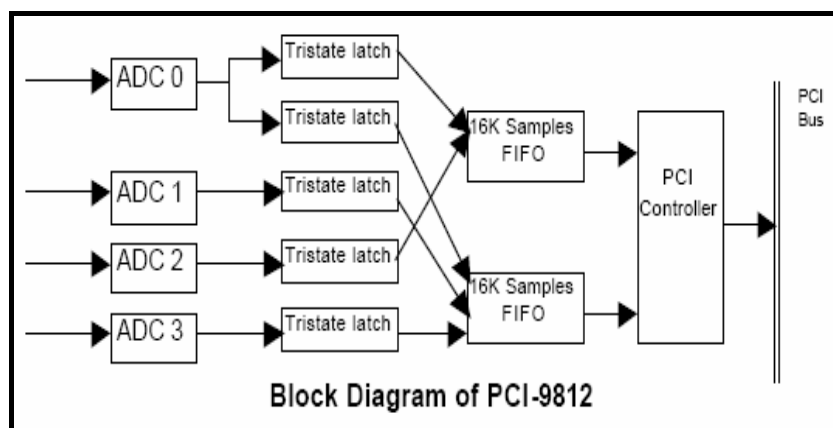 Tristate latch
ADC 0
Tristate latch
16K Samples
FIFO
PCI
Bus
ADC 1
Tristate latch
PCI
Controller
ADC 2
Tristate latch
16K Samples
FIFO
ADC 3
Tristate latch
Block Diagram of PCI-9812